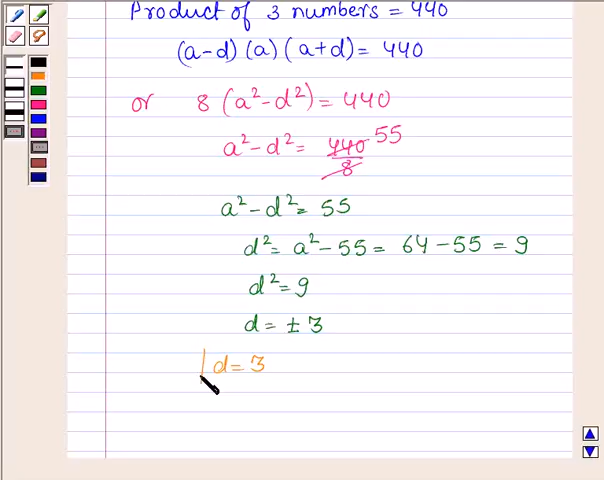 Product of 3 numbers = 440
(a-d) (a) (a+d) = 440
or 8 (a² - d²) = 440
a² - d² = 440/8 55
a² - d² = 55
d² = a² - 55 = 64 - 55 = 9
d² = 9
d = ± 3
d = 3